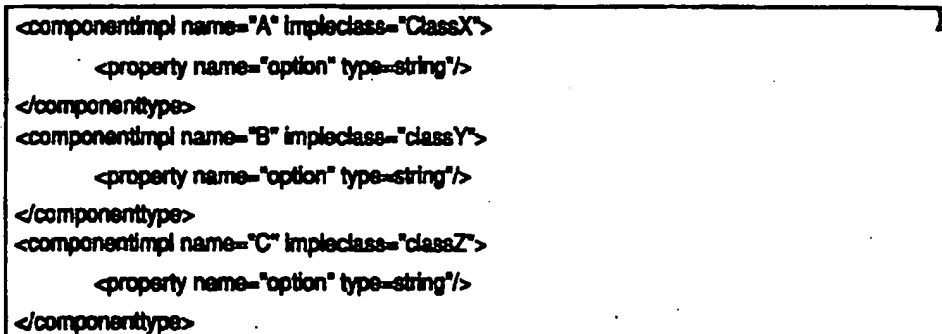 <componentimpl name="A" impleclass="ClassX">
<property name="option" type=string"/>
</componenttype>
<componentimpl name="B" impleclass="classY">
<property name="option" type=string"/>
</componenttype>
<componentimpl name="C" impleclass="classZ">
<property name="option" type=string"/>
</componenttype>